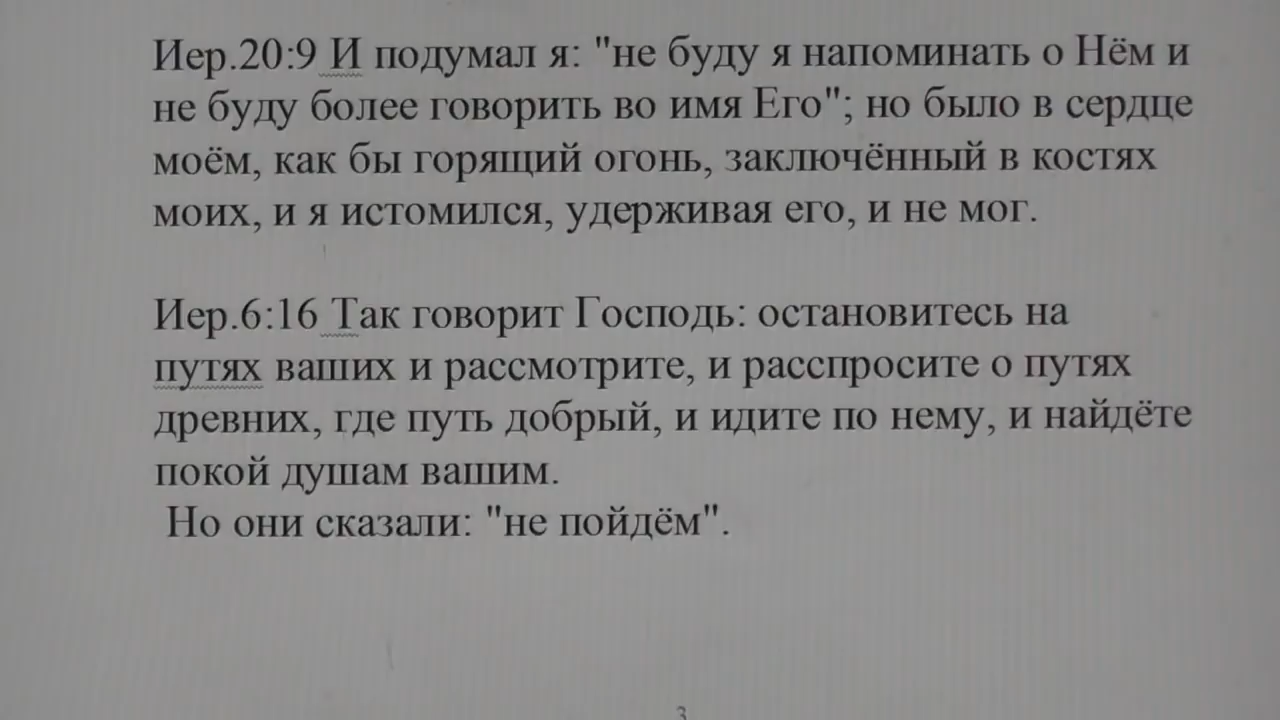 Иер.20:9 И подумал я: "не буду я напоминать о Нём и
не буду более говорить во имя Его"; но было в сердце
моём, как бы горящий огонь, заключённый в костях
моих, и я истомился, удерживая его, и не мог.
Иер.6:16 Так говорит Господь: остановитесь на
путях ваших и рассмотрите, и расспросите о путях
древних, где путь добрый, и идите по нему, и найдёте
покой душам вашим.
Но они сказали: "не пойдём".
3